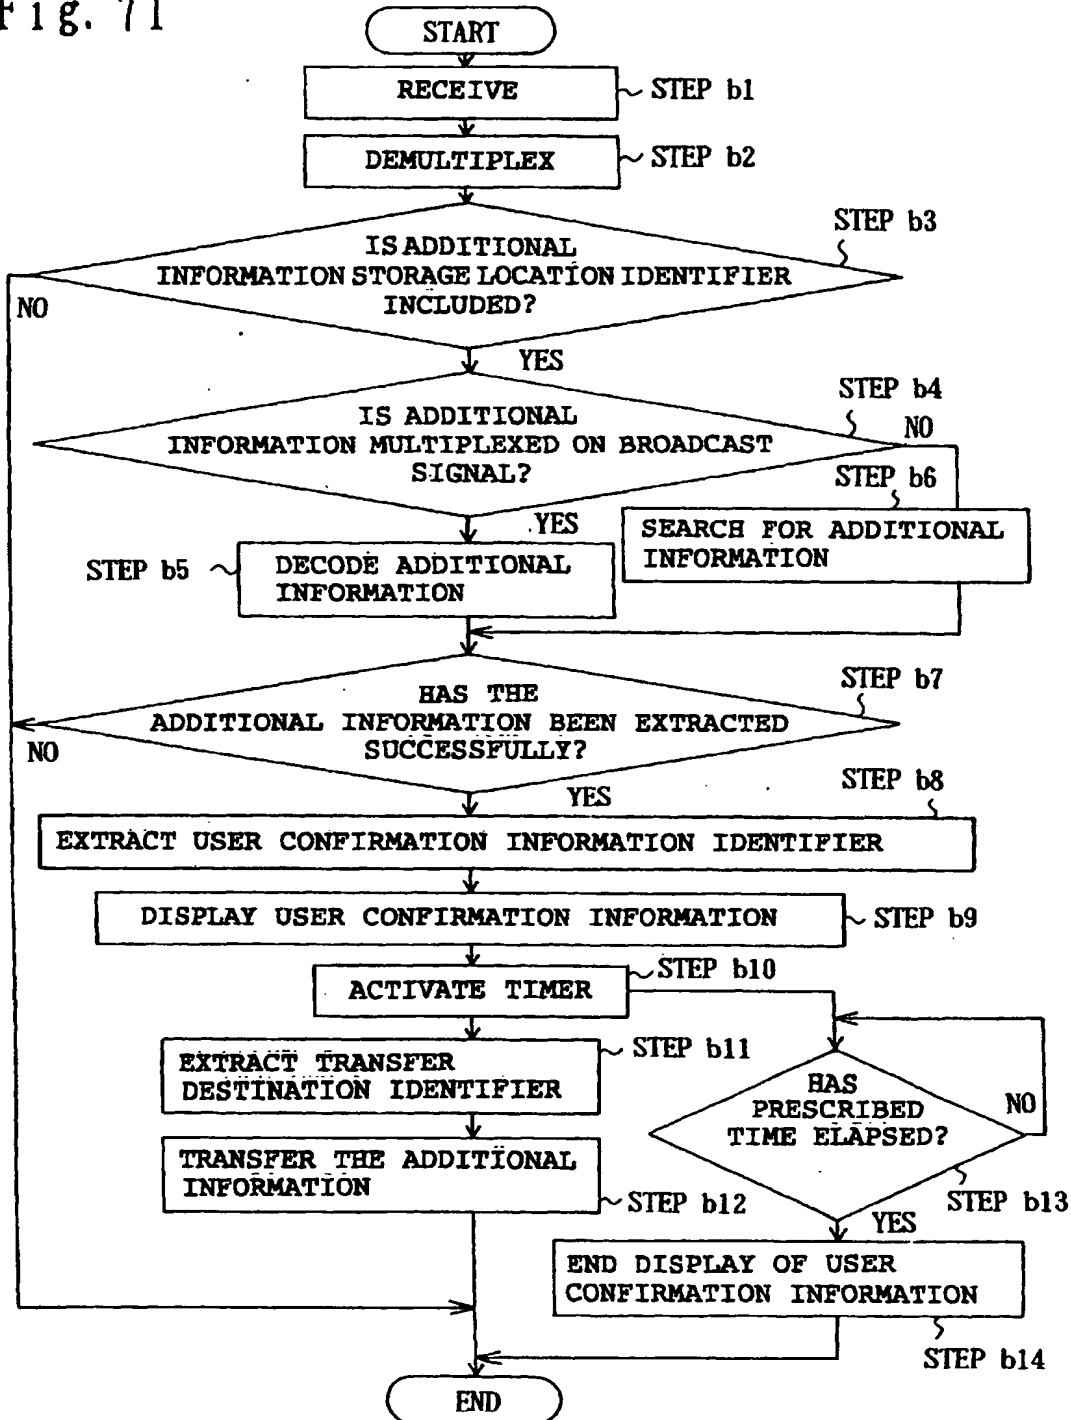 Fig. 71
START
RECEIVE
STEP b1
DEMULTIPLEX
STEP b2
STEP b3
IS ADDITIONAL
INFORMATION STORAGE LOCATION IDENTIFIER
INCLUDED?
NO
YES
STEP b4
IS ADDITIONAL
INFORMATION MULTIPLEXED ON BROADCAST
SIGNAL?
NO
STEP b6
YES
SEARCH FOR ADDITIONAL
INFORMATION
STEP b5
DECODE ADDITIONAL
INFORMATION
STEP b7
HAS THE
ADDITIONAL INFORMATION BEEN EXTRACTED
SUCCESSFULLY?
NO
YES
STEP b8
EXTRACT USER CONFIRMATION INFORMATION IDENTIFIER
DISPLAY USER CONFIRMATION INFORMATION
STEP b9
STEP b10
ACTIVATE TIMER
STEP b11
EXTRACT TRANSFER
DESTINATION IDENTIFIER
HAS
PRESCRIBED
TIME ELAPSED?
NO
TRANSFER THE ADDITIONAL
INFORMATION
STEP b12
STEP b13
YES
END DISPLAY OF USER
CONFIRMATION INFORMATION
STEP b14
END